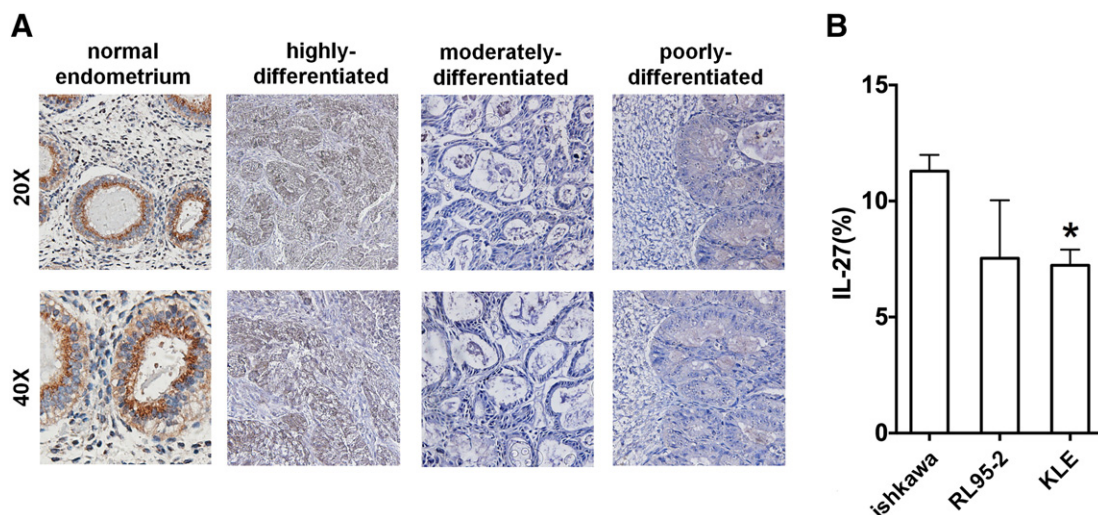 A
normal
endometrium
highly-
differentiated
moderately-
differentiated
poorly-
differentiated
20X
40X
B
IL-27(%)
15
10
5
0
*
ishkawa
RL95-2
KLE